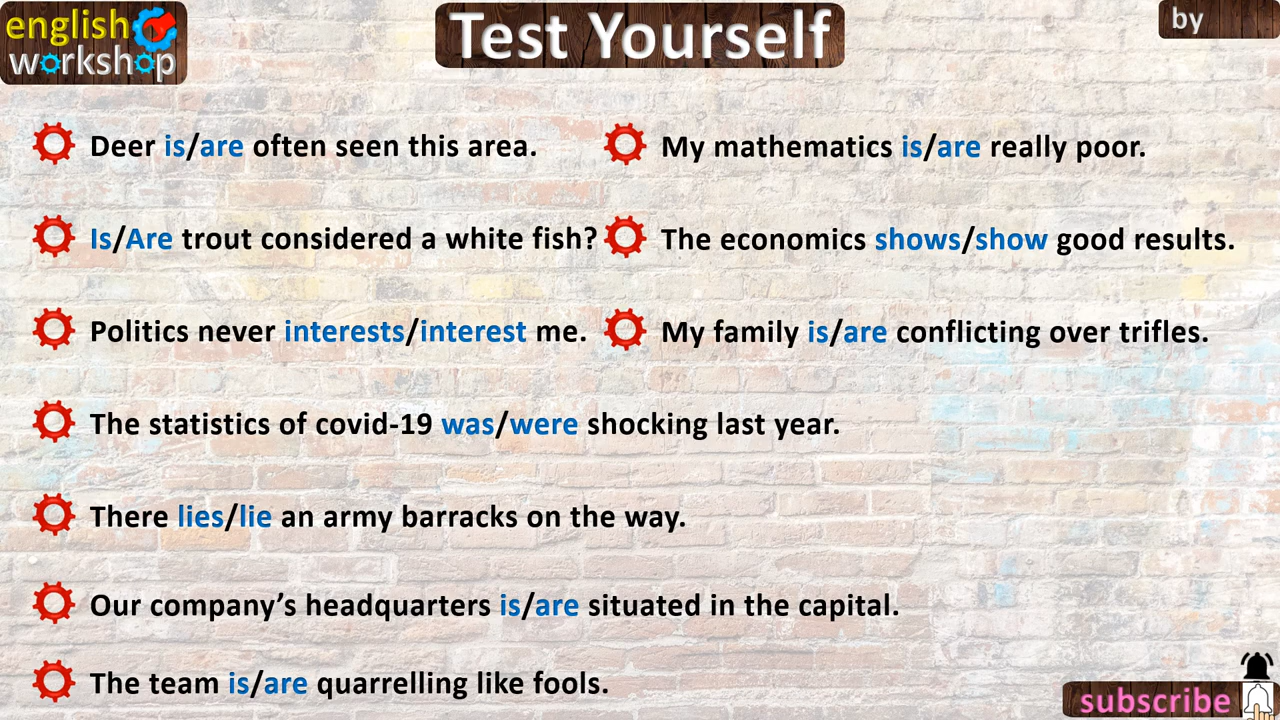 english
workshop
Test Yourself
by
Deer is/are often seen this area.
Is/Are trout considered a white fish?
Politics never interests/interest me.
The statistics of covid-19 was/were shocking last year.
There lies/lie an army barracks on the way.
Our company’s headquarters is/are situated in the capital.
The team is/are quarrelling like fools.
My mathematics is/are really poor.
The economics shows/show good results.
My family is/are conflicting over trifles.
subscribe